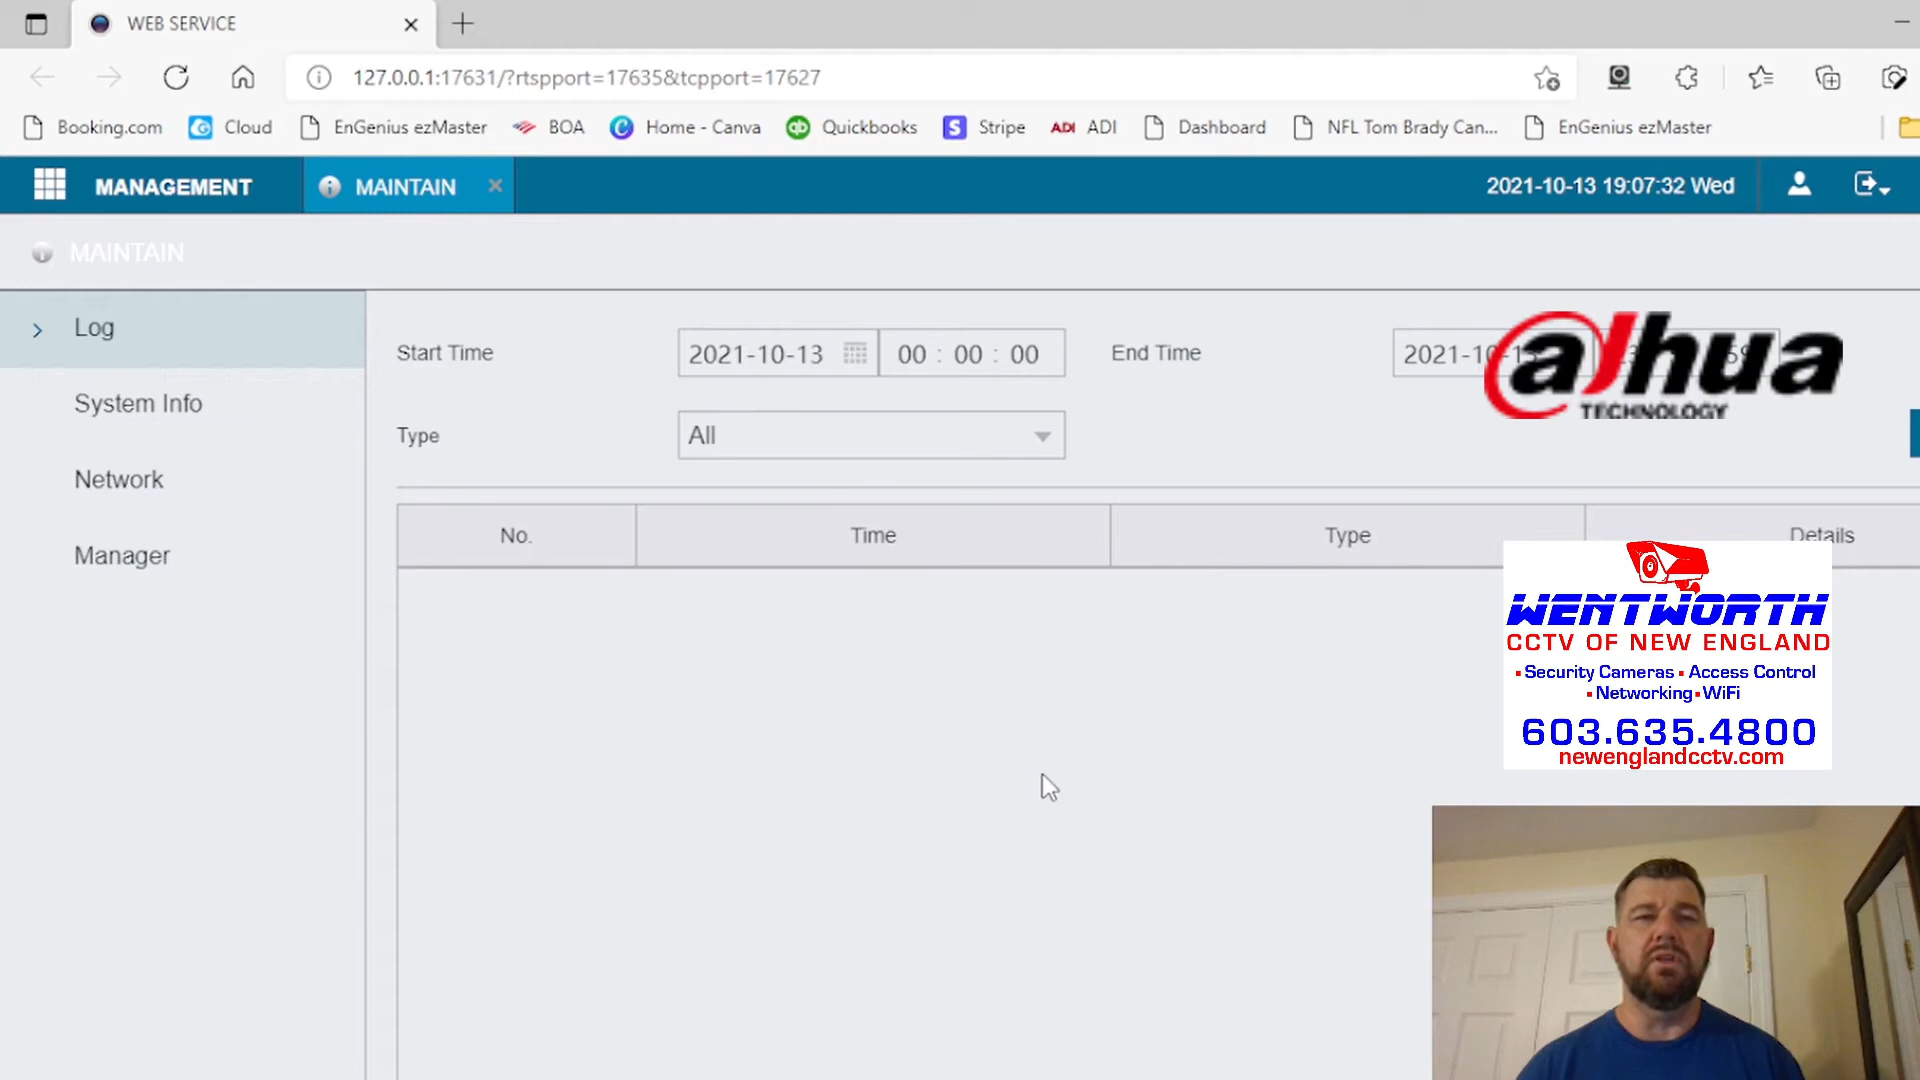 WEB SERVICE
127.0.0.1:17631/?rtspport=17635&tcpport=17627
Booking.com
Cloud
EnGenius ezMaster
BOA
Home - Canva
Quickbooks
Stripe
ADI ADI
Dashboard
NFL Tom Brady Can...
EnGenius ezMaster
MANAGEMENT
MAINTAIN
2021-10-13 19:07:32 Wed
MAINTAIN
Log
System Info
Network
Manager
Start Time
2021-10-13
00 : 00 : 00
End Time
2021-10-13
alhua
TECHNOLOGY
Type
All
No.
Time
Type
Details
WENTWORTH
CCTV OF NEW ENGLAND
▪Security Cameras▪Access Control
▪Networking▪WiFi
603.635.4800
newenglandcctv.com